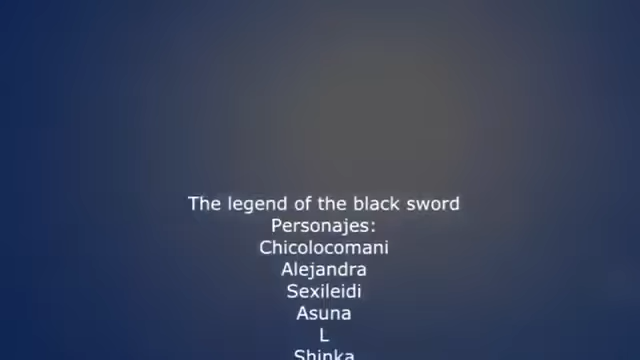 The legend of the black sword
Personajes:
Chicolocomani
Alejandra
Sexileidi
Asuna
L
Shinka